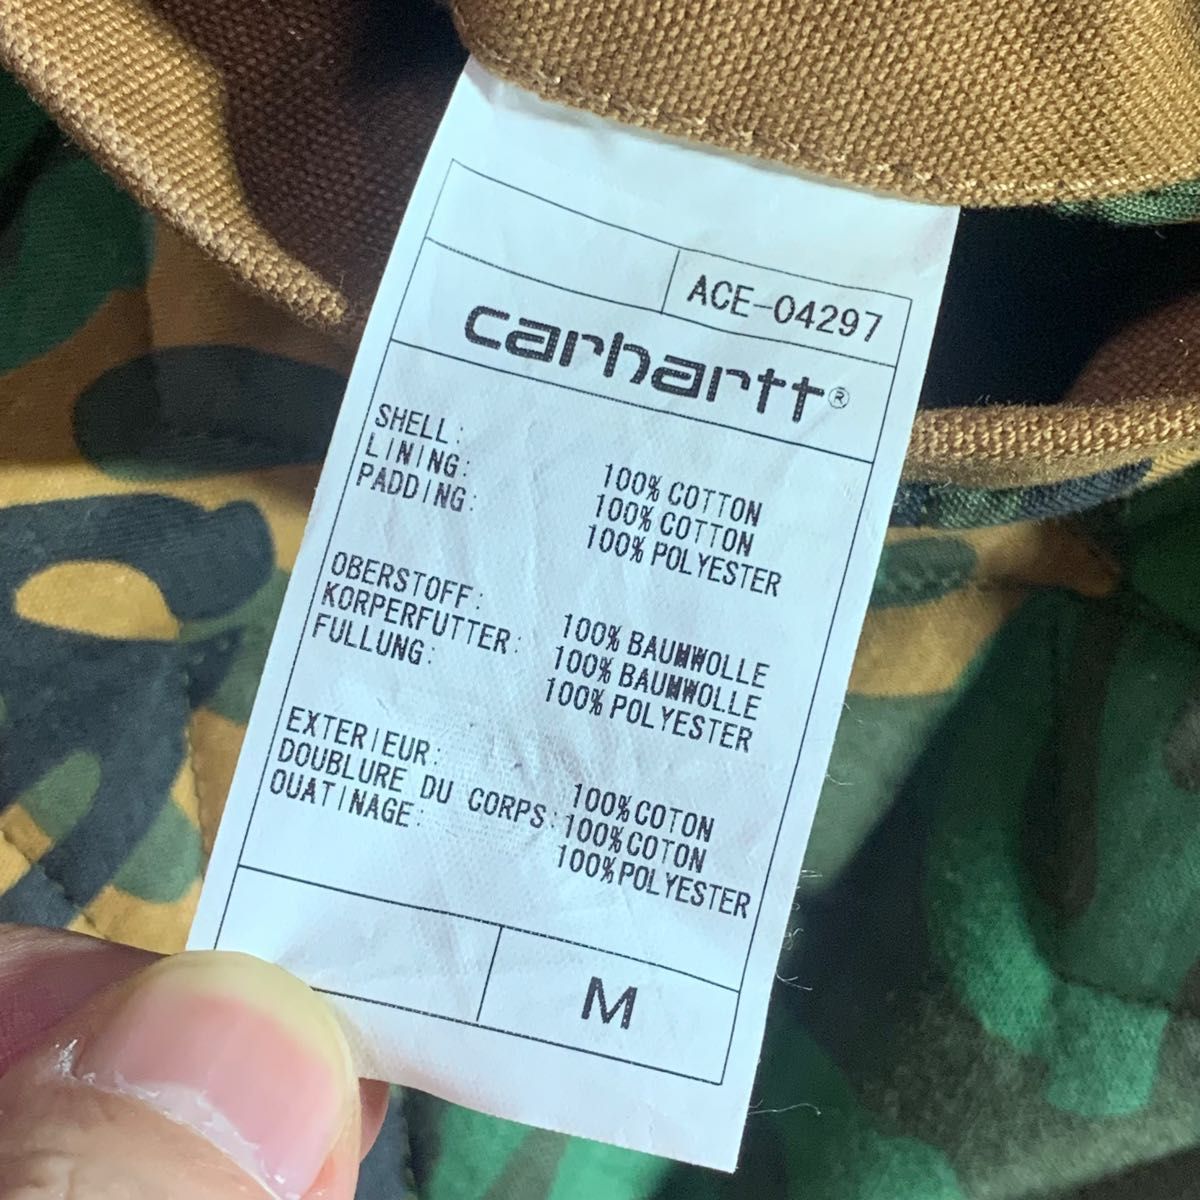 ACE-04297
carhartt®
SHELL: 100% COTTON
LINING: 100% COTTON
PADDING: 100% POLYESTER
OBERSTOFF: 100% BAUMWOLLE
KORPERFUTTER: 100% BAUMWOLLE
FULLUNG: 100% POLYESTER
EXTERIEUR: 100%COTON
DOUBLURE DU CORPS: 100%COTON
OUATINAGE: 100%POLYESTER
M